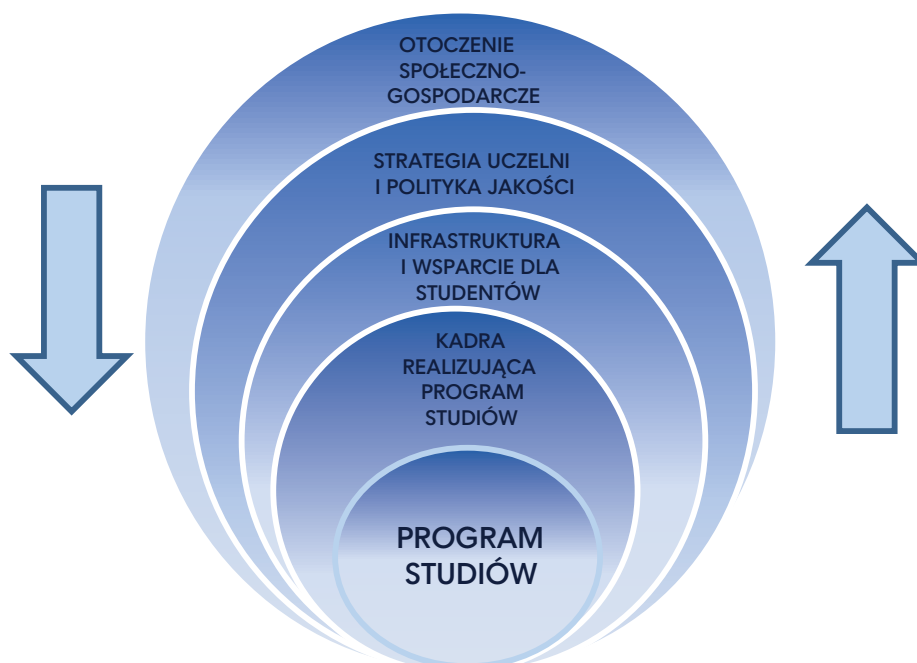 OTOCZENIE
SPOŁECZNO-
GOSPODARCZE
STRATEGIA UCZELNI
I POLITYKA JAKOŚCI
INFRASTRUKTURA
I WSPARCIE DLA
STUDENTÓW
KADRA
REALIZUJĄCA
PROGRAM
STUDIÓW
PROGRAM
STUDIÓW